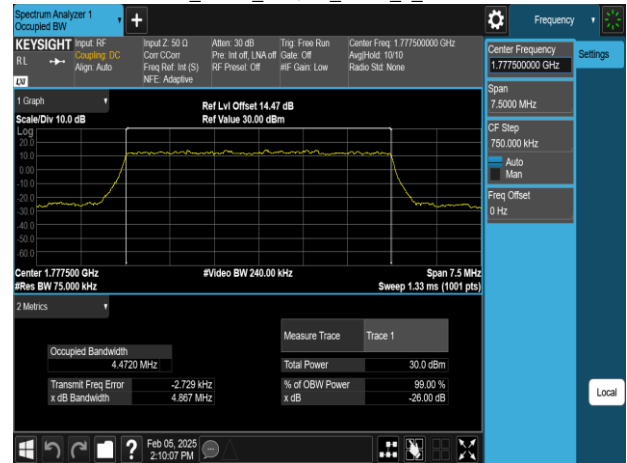 Spectrum Analyzer 1
Occupied BW
Frequency
KEYSIGHT
RL
LXI
Input: RF
Coupling: DC
Align: Auto
Input Z: 50 Ω
Corr CCorr
Freq Ref: Int (S)
NFE: Adaptive
Atten: 30 dB
Pre: Int off, LNA off
RF Presel: Off
Trig: Free Run
Gate: Off
#IF Gain: Low
Center Freq: 1.777500000 GHz
Avg|Hold: 10/10
Radio Std: None
Center Frequency
1.777500000 GHz
Settings
Span
7.5000 MHz
CF Step
750.000 kHz
Auto
Man
Freq Offset
0 Hz
1 Graph
Scale/Div 10.0 dB
Ref Lvl Offset 14.47 dB
Ref Value 30.00 dBm
Log
20.0
10.0
0.00
-10.0
-20.0
-30.0
-40.0
-50.0
-60.0
Center 1.777500 GHz
#Res BW 75.000 kHz
#Video BW 240.00 kHz
Span 7.5 MHz
Sweep 1.33 ms (1001 pts)
2 Metrics
Measure Trace
Trace 1
Occupied Bandwidth
4.4720 MHz
Total Power
30.0 dBm
Transmit Freq Error
-2.729 kHz
% of OBW Power
99.00 %
x dB Bandwidth
4.867 MHz
x dB
-26.00 dB
Local
?
Feb 05, 2025
2:10:07 PM